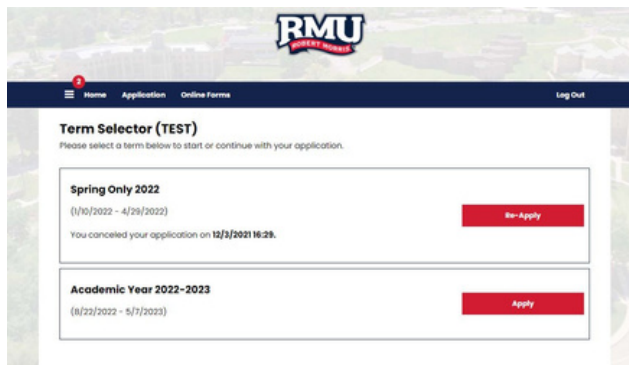 RMU
ROBERT MORRIS
2
Home Application Online Forms Log Out
Term Selector (TEST)
Please select a term below to start or continue with your application.
Spring Only 2022
(1/10/2022 - 4/29/2022)
Re-Apply
You canceled your application on 12/3/2021 16:29.
Academic Year 2022-2023
(8/22/2022 - 5/7/2023)
Apply